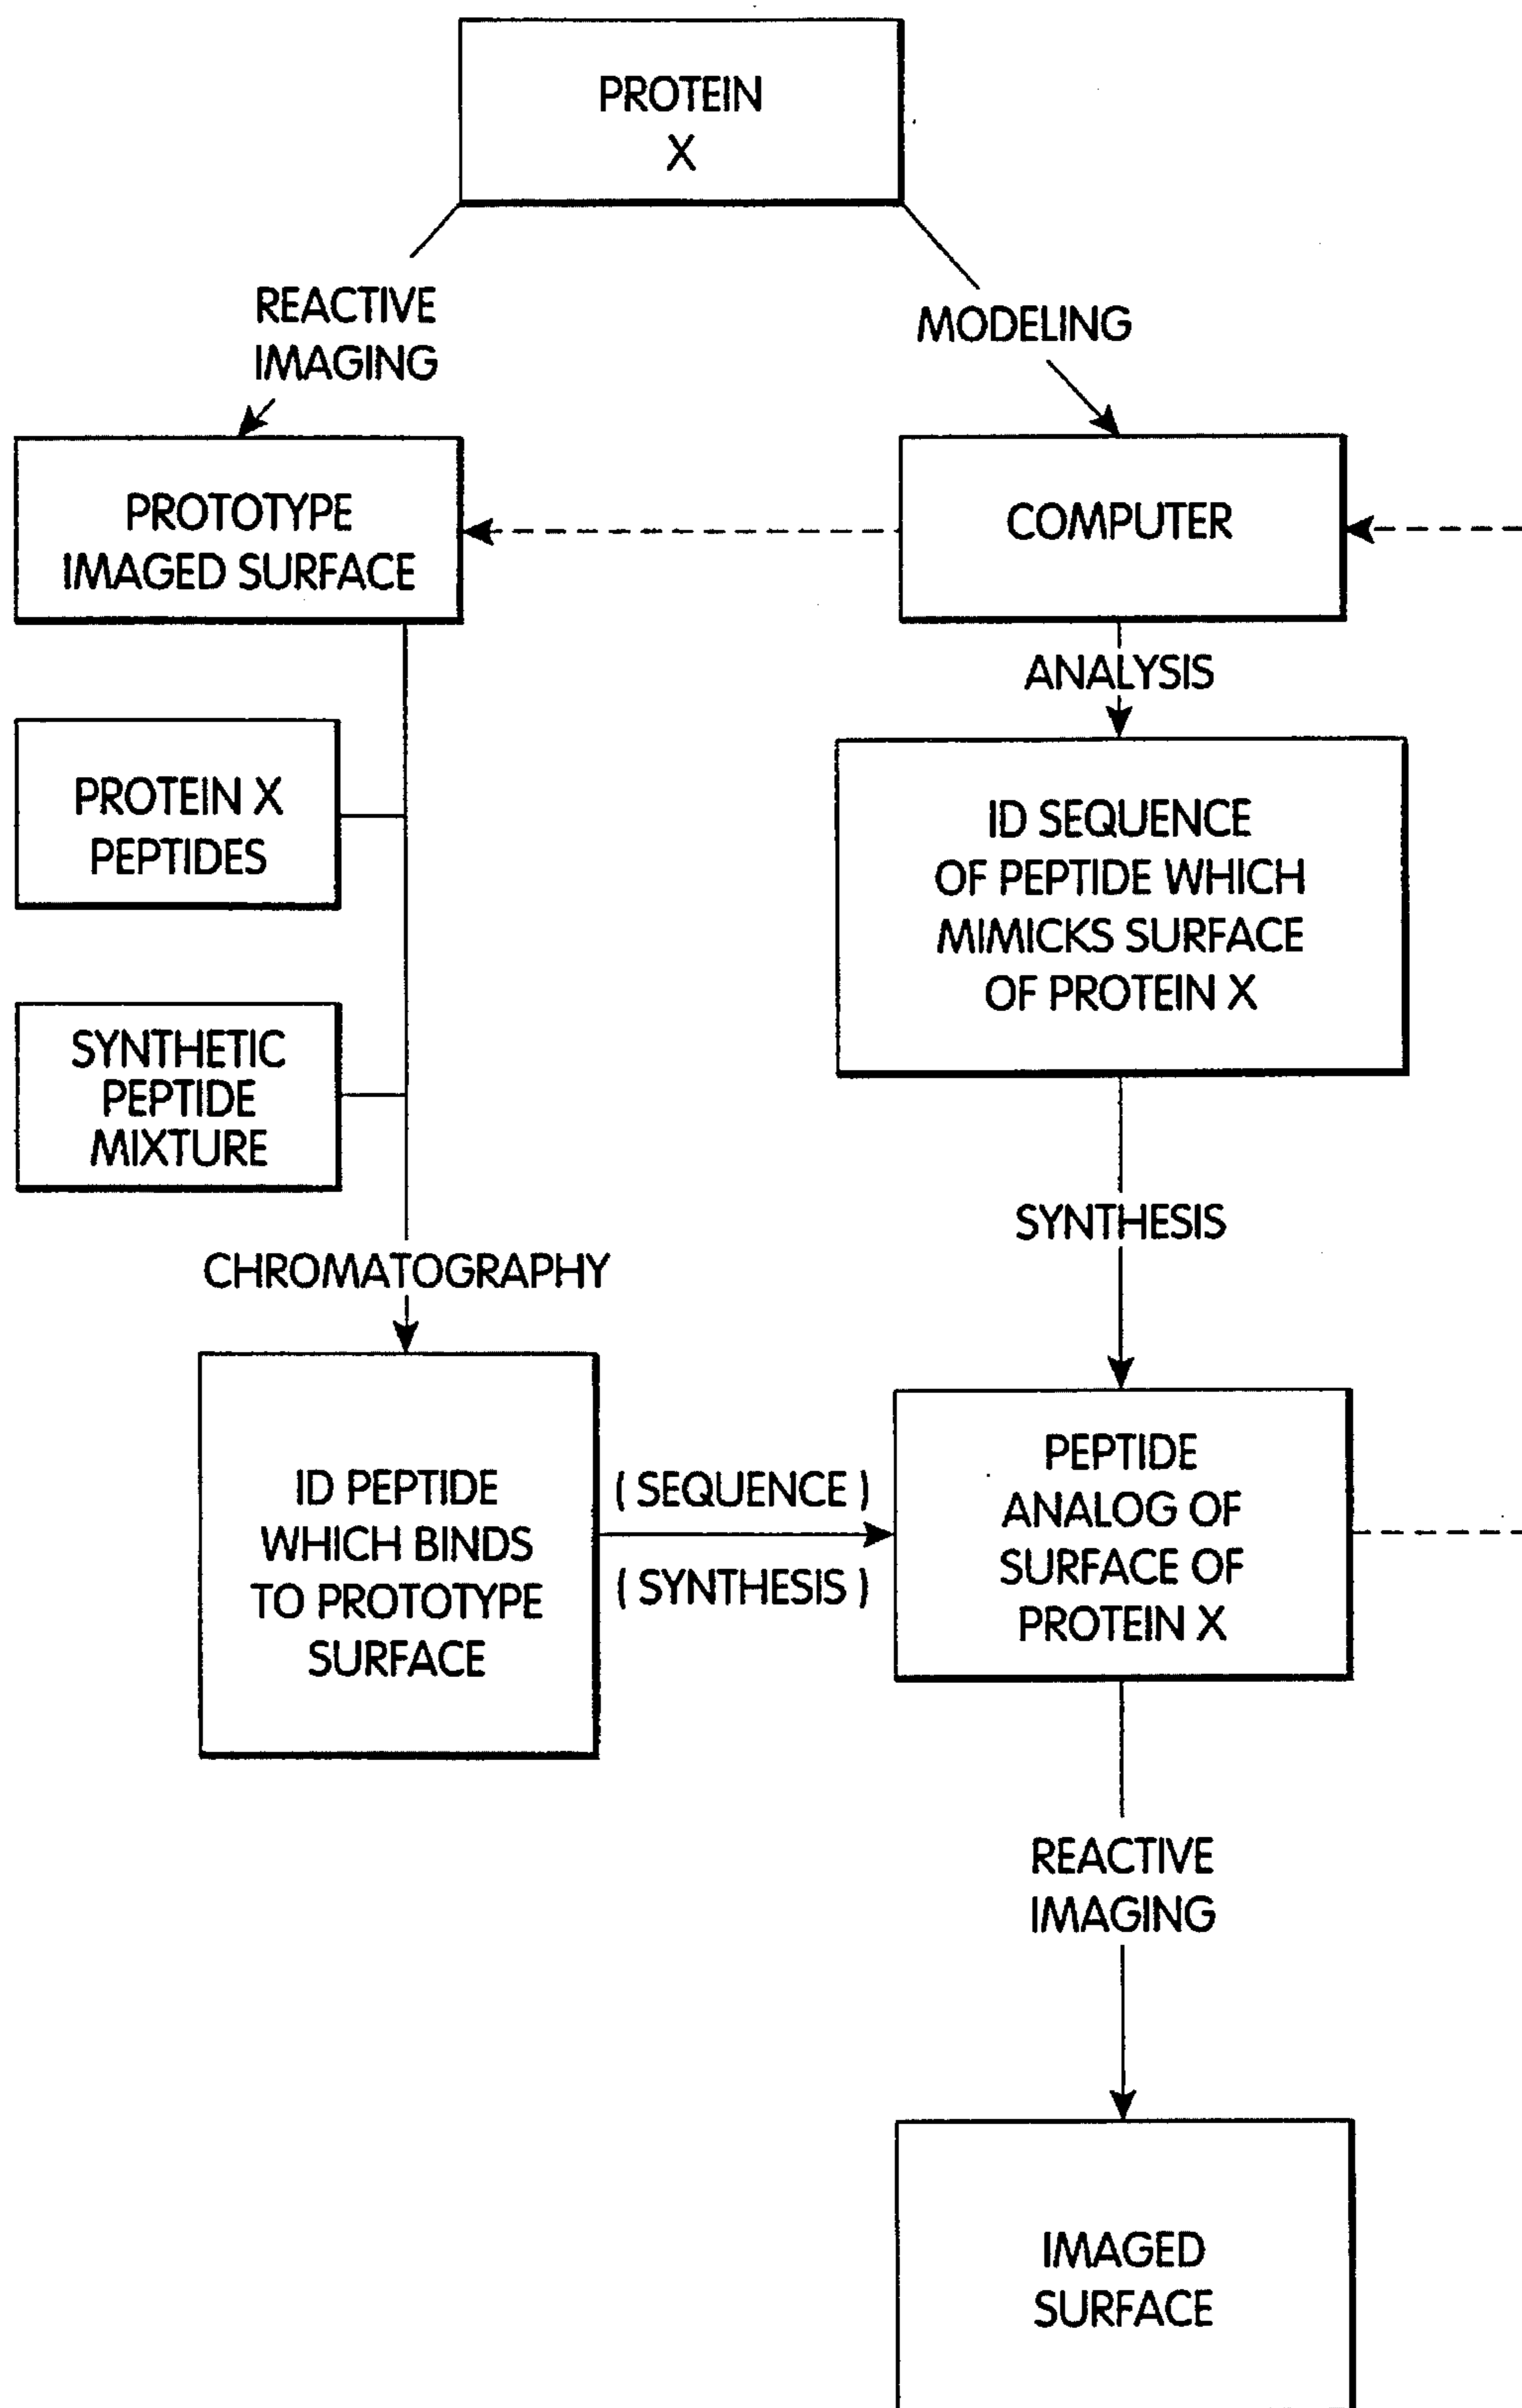 PROTEIN
X
REACTIVE
IMAGING
MODELING
PROTOTYPE
IMAGED SURFACE
COMPUTER
ANALYSIS
PROTEIN X
PEPTIDES
ID SEQUENCE
OF PEPTIDE WHICH
MIMICKS SURFACE
OF PROTEIN X
SYNTHETIC
PEPTIDE
MIXTURE
SYNTHESIS
CHROMATOGRAPHY
ID PEPTIDE
WHICH BINDS
TO PROTOTYPE
SURFACE
( SEQUENCE )
( SYNTHESIS )
PEPTIDE
ANALOG OF
SURFACE OF
PROTEIN X
REACTIVE
IMAGING
IMAGED
SURFACE